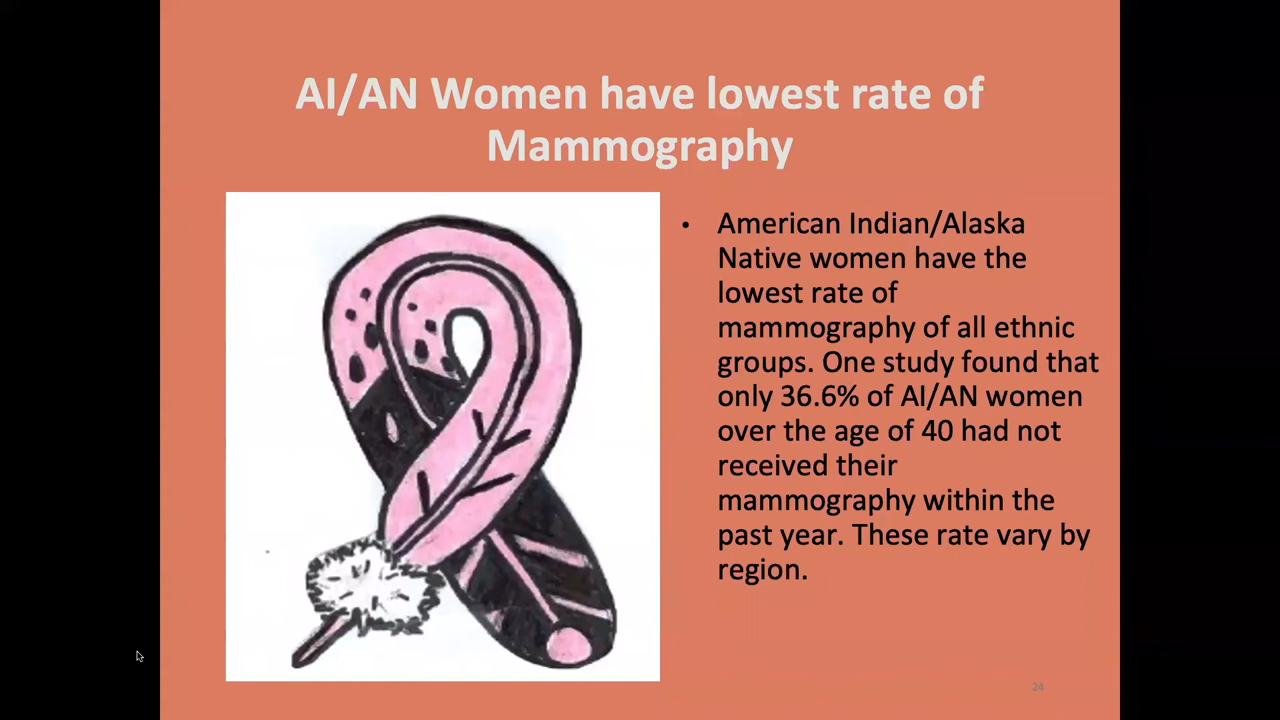 AI/AN Women have lowest rate of
Mammography
• American Indian/Alaska
Native women have the
lowest rate of
mammography of all ethnic
groups. One study found that
only 36.6% of AI/AN women
over the age of 40 had not
received their
mammography within the
past year. These rate vary by
region.
24